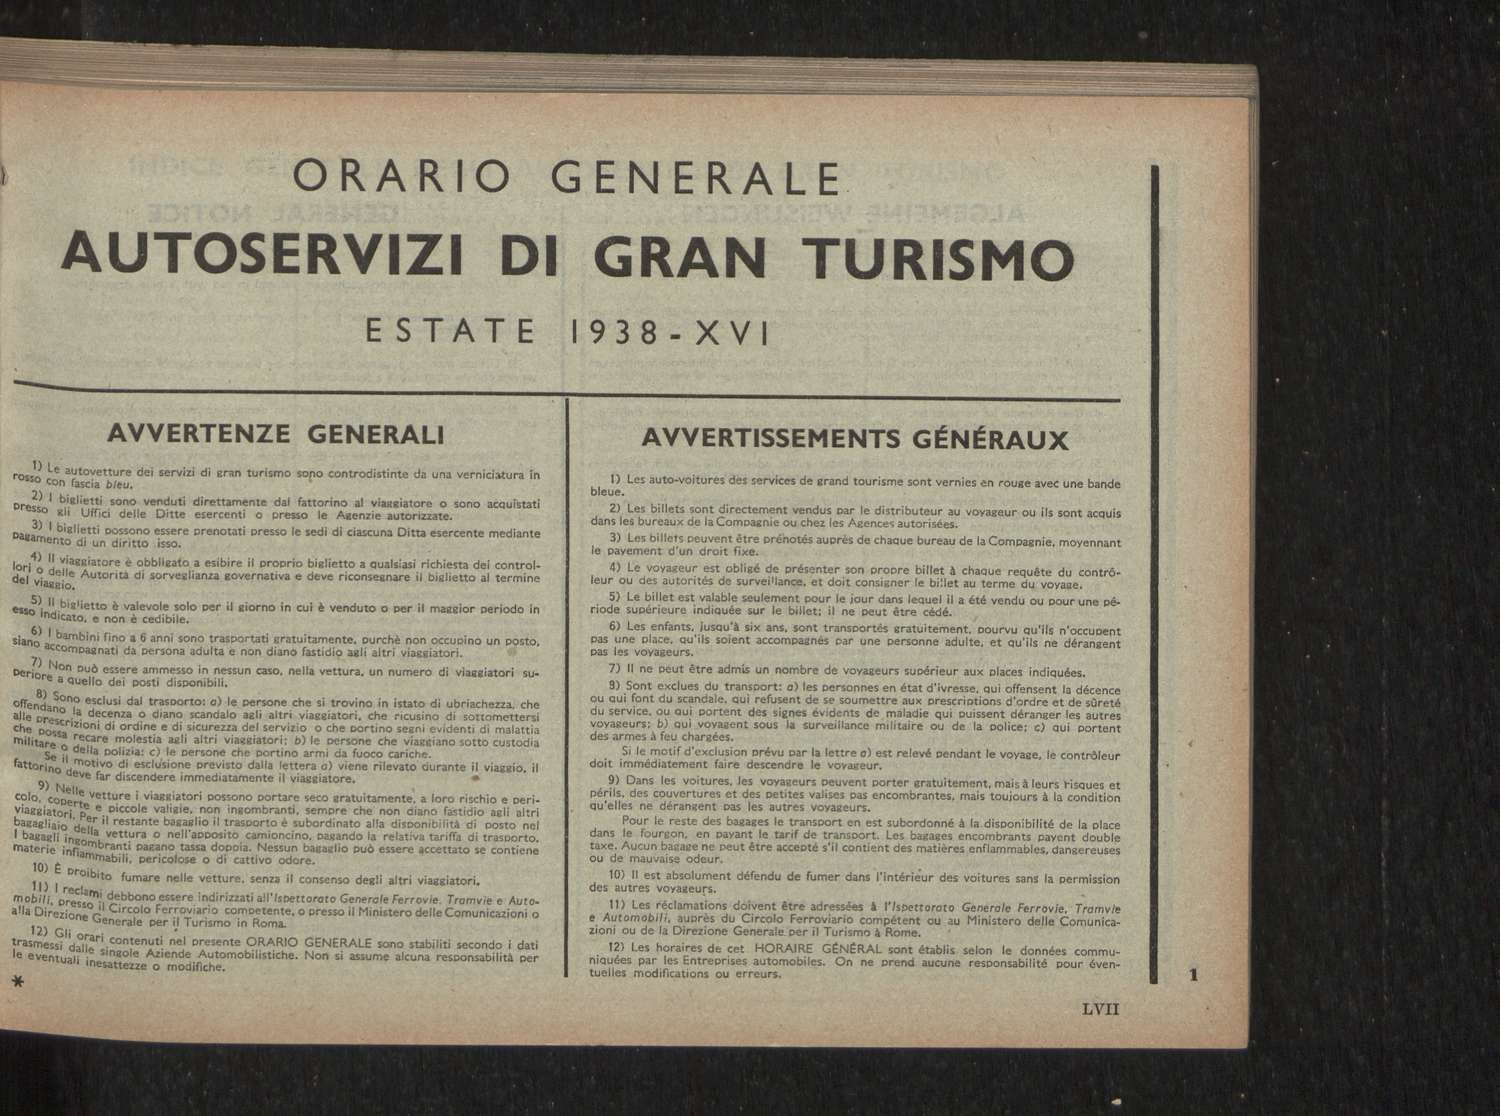 ORARIO GENERALE
AUTOSERVIZI DI GRAN TURISMO
ESTATE 1938-XVI
AVVERTENZE GENERALI
1) Le autovetture dei servizi di gran turismo sono controdistinte da una verniciatura in
rosso con fascia bleu.
2) I biglietti sono venduti direttamente dal fattorino al viaggiatore o sono acquistati
presso gli Uffici delle Ditte esercenti o presso le Agenzie autorizzate.
3) I biglietti possono essere prenotati presso le sedi di ciascuna Ditta esercente mediante
pagamento di un diritto isso.
4) Il viaggiatore è obbligato a esibire il proprio biglietto a qualsiasi richiesta dei control-
lori o delle Autorità di sorveglianza governativa e deve riconsegnare il biglietto al termine
del viaggio.
5) Il biglietto è valevole solo per il giorno in cui è venduto o per il maggior periodo in
esso indicato, e non è cedibile.
6) I bambini fino a 6 anni sono trasportati gratuitamente, purchè non occupino un posto,
siano accompagnati da persona adulta e non diano fastidio agli altri viaggiatori.
7) Non può essere ammesso in nessun caso, nella vettura, un numero di viaggiatori su-
periore a quello dei posti disponibili.
8) Sono esclusi dal trasporto: a) le persone che si trovino in istato di ubriachezza, che
offendano la decenza o diano scandalo agli altri viaggiatori, che ricusino di sottomettersi
alle prescrizioni di ordine e di sicurezza del servizio o che portino segni evidenti di malattia
che possa recare molestia agli altri viaggiatori; b) le persone che viaggiano sotto custodia
militare o della polizia; c) le persone che portino armi da fuoco cariche.
Se il motivo di esclusione previsto dalla lettera a) viene rilevato durante il viaggio, il
fattorino deve far discendere immediatamente il viaggiatore.
9) Nelle vetture i viaggiatori possono portare seco gratuitamente, a loro rischio e peri-
colo, coperte e piccole valigie, non ingombranti, sempre che non diano fastidio agli altri
viaggiatori. Per il restante bagaglio il trasporto è subordinato alla disponibilità di posto nel
bagagliaio della vettura o nell'apposito camioncino, pagando la relativa tariffa di trasporto.
I bagagli ingombranti pagano tassa doppia. Nessun bagaglio può essere accettato se contiene
materie infiammabili, pericolose o di cattivo odore.
10) È proibito fumare nelle vetture, senza il consenso degli altri viaggiatori.
11) I reclami debbono essere indirizzati all'Ispettorato Generale Ferrovie, Tramvie e Auto-
mobili, presso il Circolo Ferroviario competente, o presso il Ministero delle Comunicazioni o
alla Direzione Generale per il Turismo in Roma.
12) Gli orari contenuti nel presente ORARIO GENERALE sono stabiliti secondo i dati
trasmessi dalle singole Aziende Automobilistiche. Non si assume alcuna responsabilità per
le eventuali inesattezze o modifiche.
*
AVVERTISSEMENTS GÉNÉRAUX
1) Les auto-voitures des services de grand tourisme sont vernies en rouge avec une bande
bleue.
2) Les billets sont directement vendus par le distributeur au voyageur ou ils sont acquis
dans les bureaux de la Compagnie ou chez les Agences autorisées.
3) Les billets peuvent être prénotés auprès de chaque bureau de la Compagnie, moyennant
le payement d'un droit fixe.
4) Le voyageur est obligé de présenter son propre billet à chaque requête du contrô-
leur ou des autorités de surveillance, et doit consigner le billet au terme du voyage.
5) Le billet est valable seulement pour le jour dans lequel il a été vendu ou pour une pé-
riode supérieure indiquée sur le billet; il ne peut être cédé.
6) Les enfants, jusqu'à six ans, sont transportés gratuitement, pourvu qu'ils n'occupent
pas une place, qu'ils soient accompagnés par une personne adulte, et qu'ils ne dérangent
pas les voyageurs.
7) Il ne peut être admis un nombre de voyageurs supérieur aux places indiquées.
8) Sont exclues du transport: a) les personnes en état d'ivresse, qui offensent la décence
ou qui font du scandale, qui refusent de se soumettre aux prescriptions d'ordre et de sûreté
du service, ou qui portent des signes évidents de maladie qui puissent déranger les autres
voyageurs; b) qui voyagent sous la surveillance militaire ou de la police; c) qui portent
des armes à feu chargées.
Si le motif d'exclusion prévu par la lettre a) est relevé pendant le voyage, le contrôleur
doit immédiatement faire descendre le voyageur.
9) Dans les voitures, les voyageurs peuvent porter gratuitement, mais à leurs risques et
périls, des couvertures et des petites valises pas encombrantes, mais toujours à la condition
qu'elles ne dérangent pas les autres voyageurs.
Pour le reste des bagages le transport en est subordonné à la disponibilité de la place
dans le fourgon, en payant le tarif de transport. Les bagages encombrants payent double
taxe. Aucun bagage ne peut être accepté s'il contient des matières enflammables, dangereuses
ou de mauvaise odeur.
10) Il est absolument défendu de fumer dans l'intérieur des voitures sans la permission
des autres voyageurs.
11) Les réclamations doivent être adressées à l'Ispettorato Generale Ferrovie, Tramvie
e Automobili, auprès du Circolo Ferroviario compétent ou au Ministero delle Comunica-
zioni ou de la Direzione Generale per il Turismo à Rome.
12) Les horaires de cet HORAIRE GÉNÉRAL sont établis selon le données commu-
niquées par les Entreprises automobiles. On ne prend aucune responsabilité pour éven-
tuelles modifications ou erreurs.
1
LVII